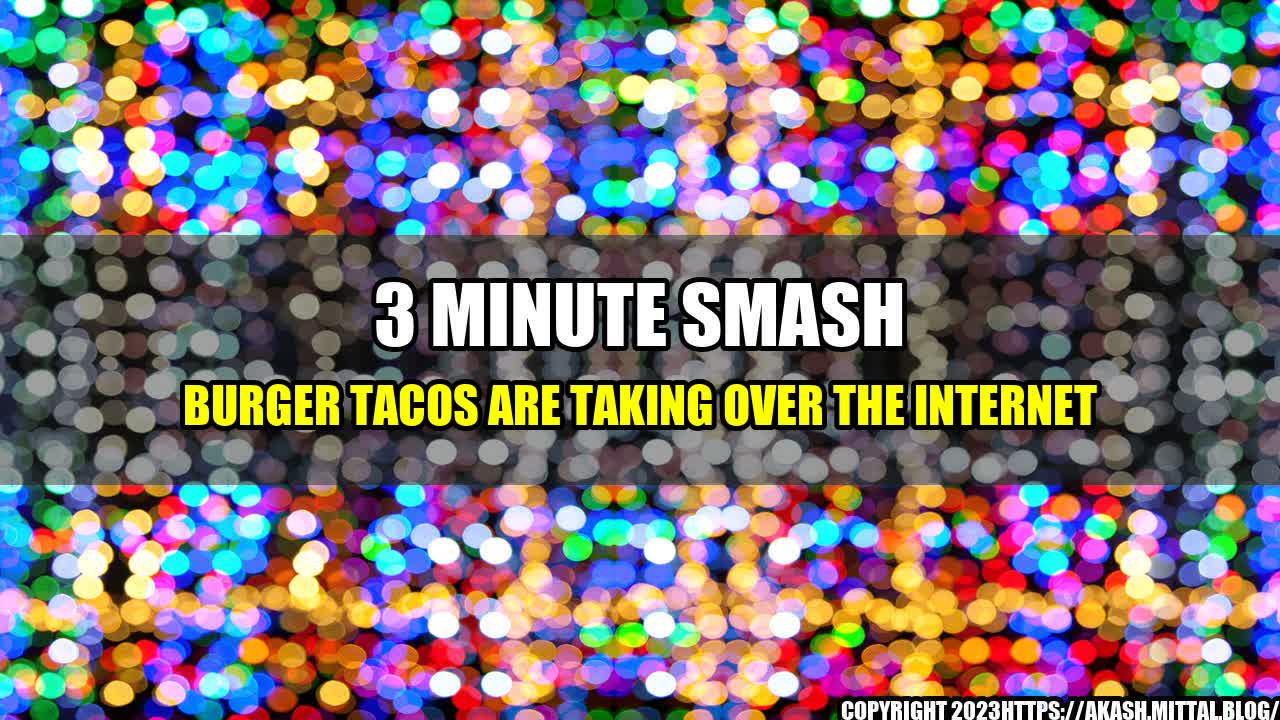 3 MINUTE SMASH
BURGER TACOS ARE TAKING OVER THE INTERNET
COPYRIGHT 2023HTTPS://AKASH.MITTAL.BLOG/